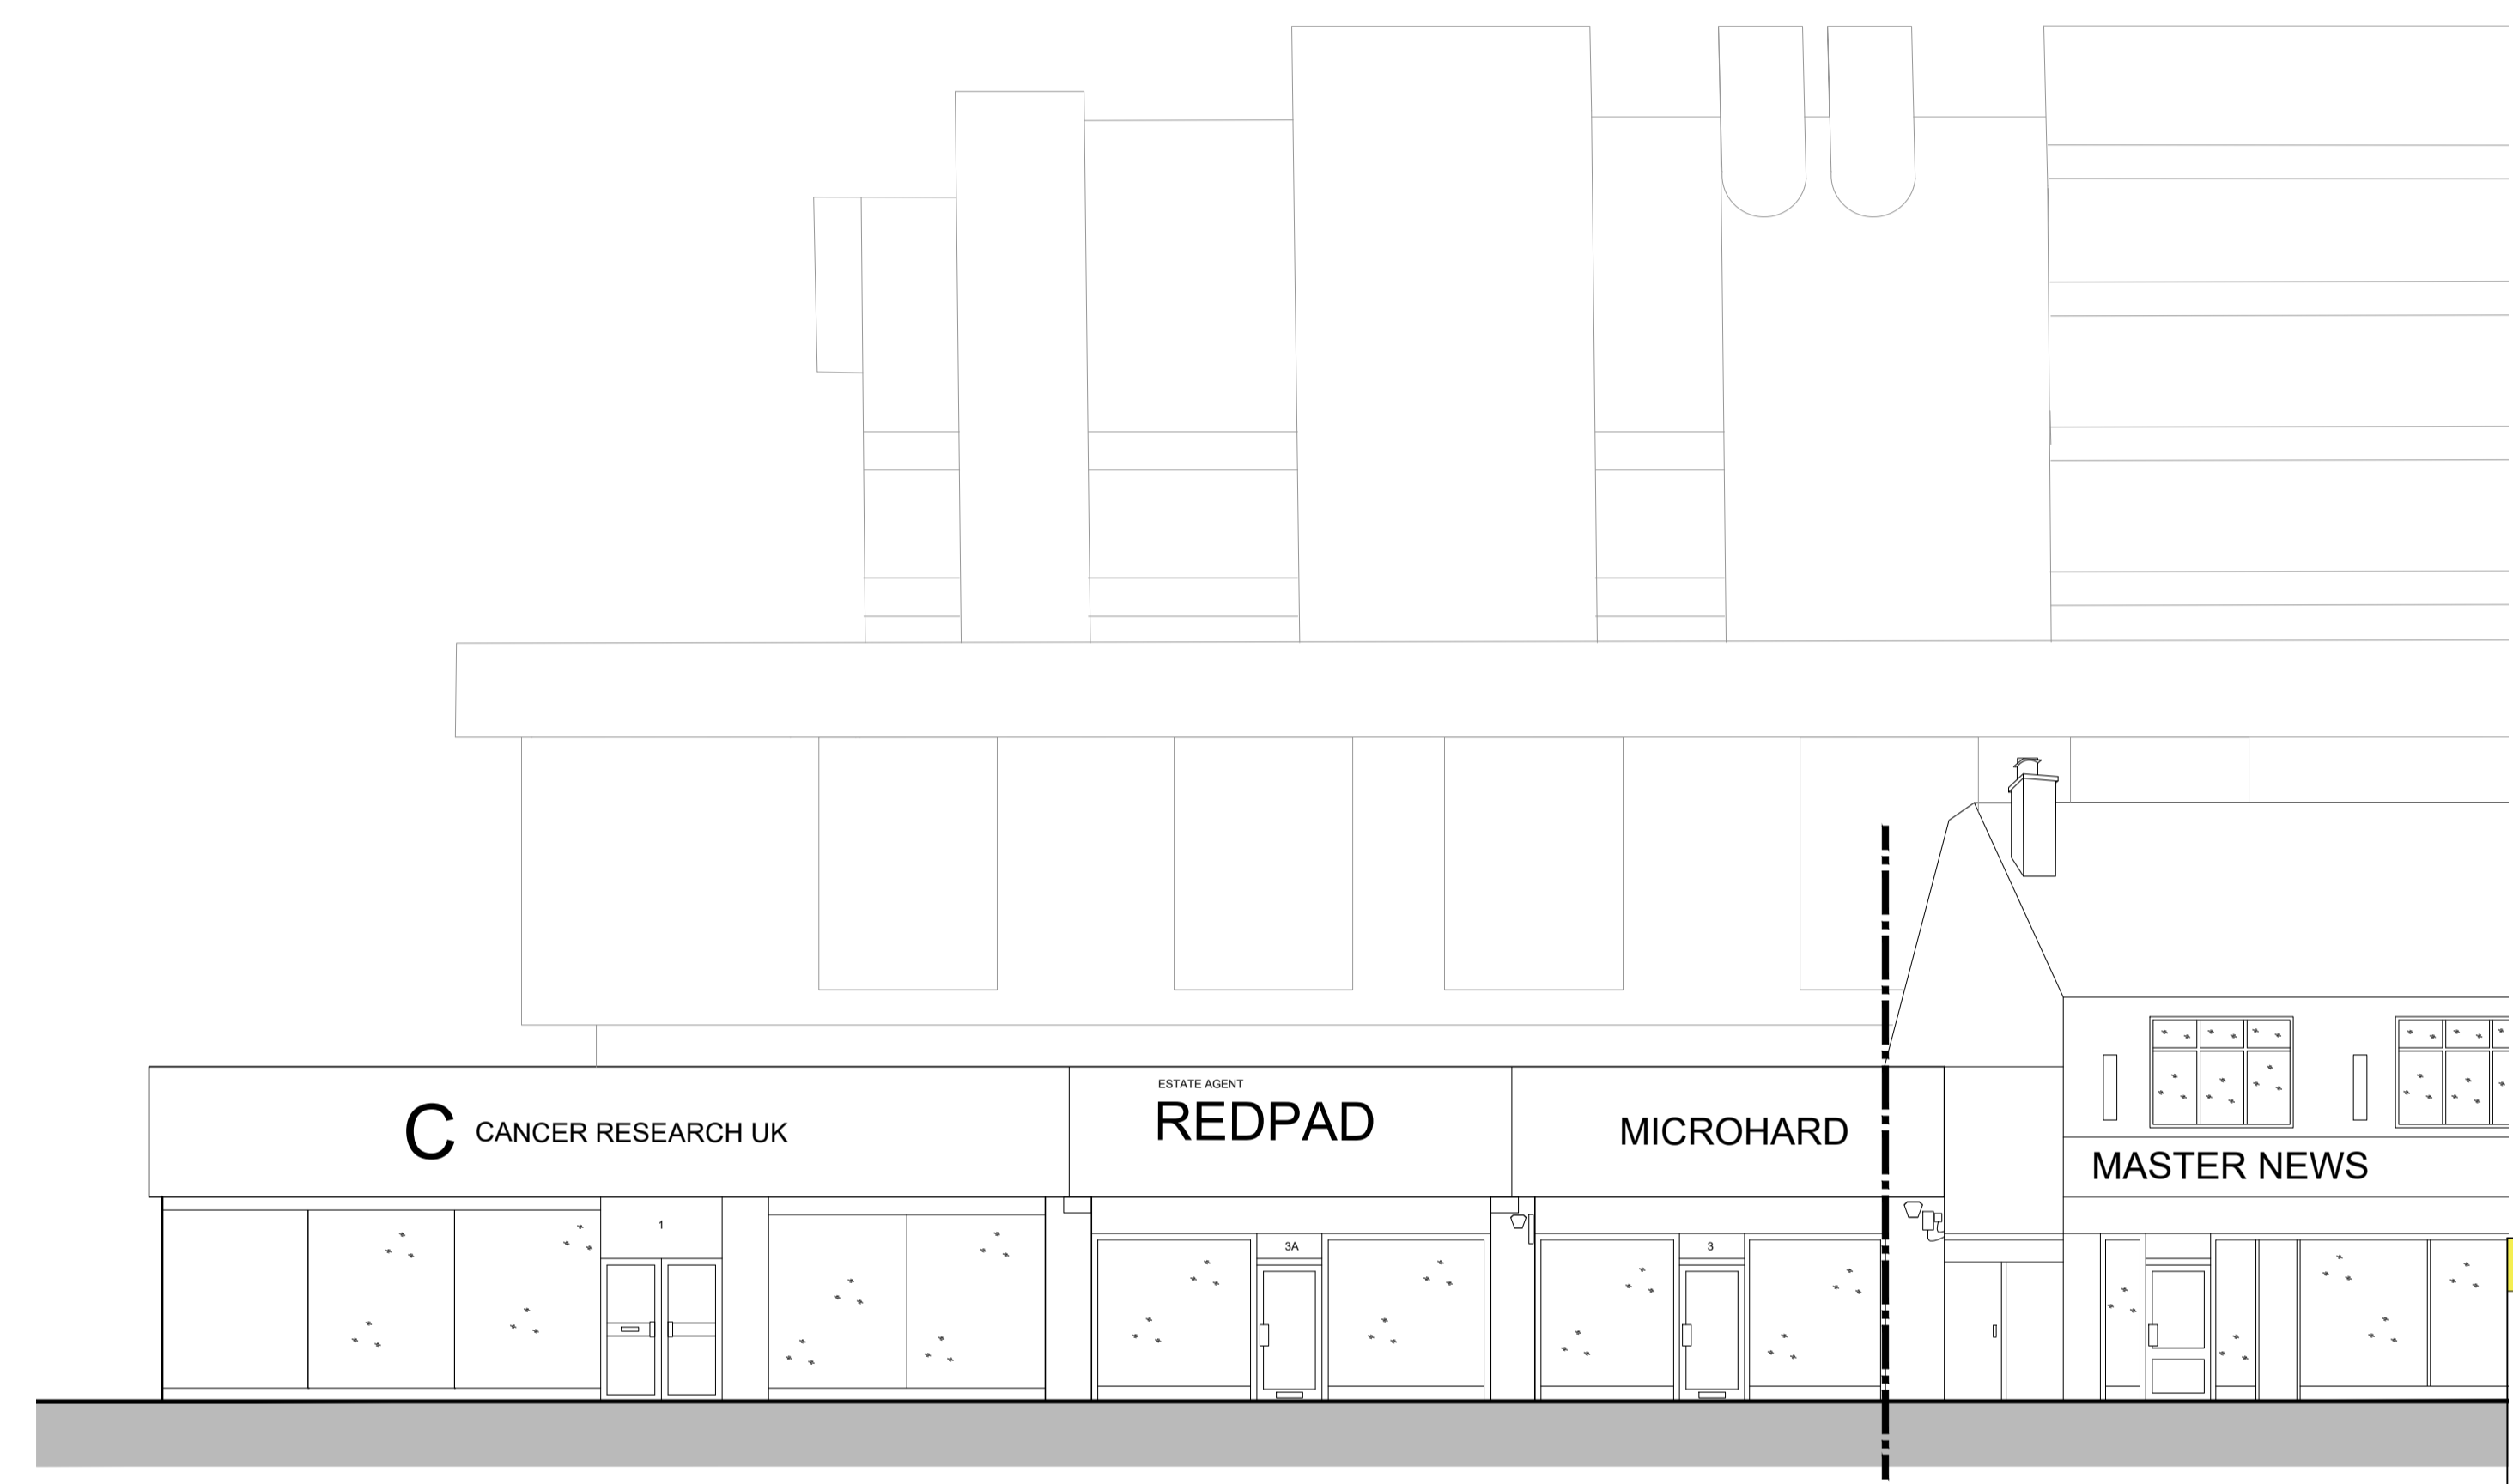 ESTATE AGENT
C CANCER RESEARCH UK
REDPAD
MICROHARD
MASTER NEWS
1
3A
3